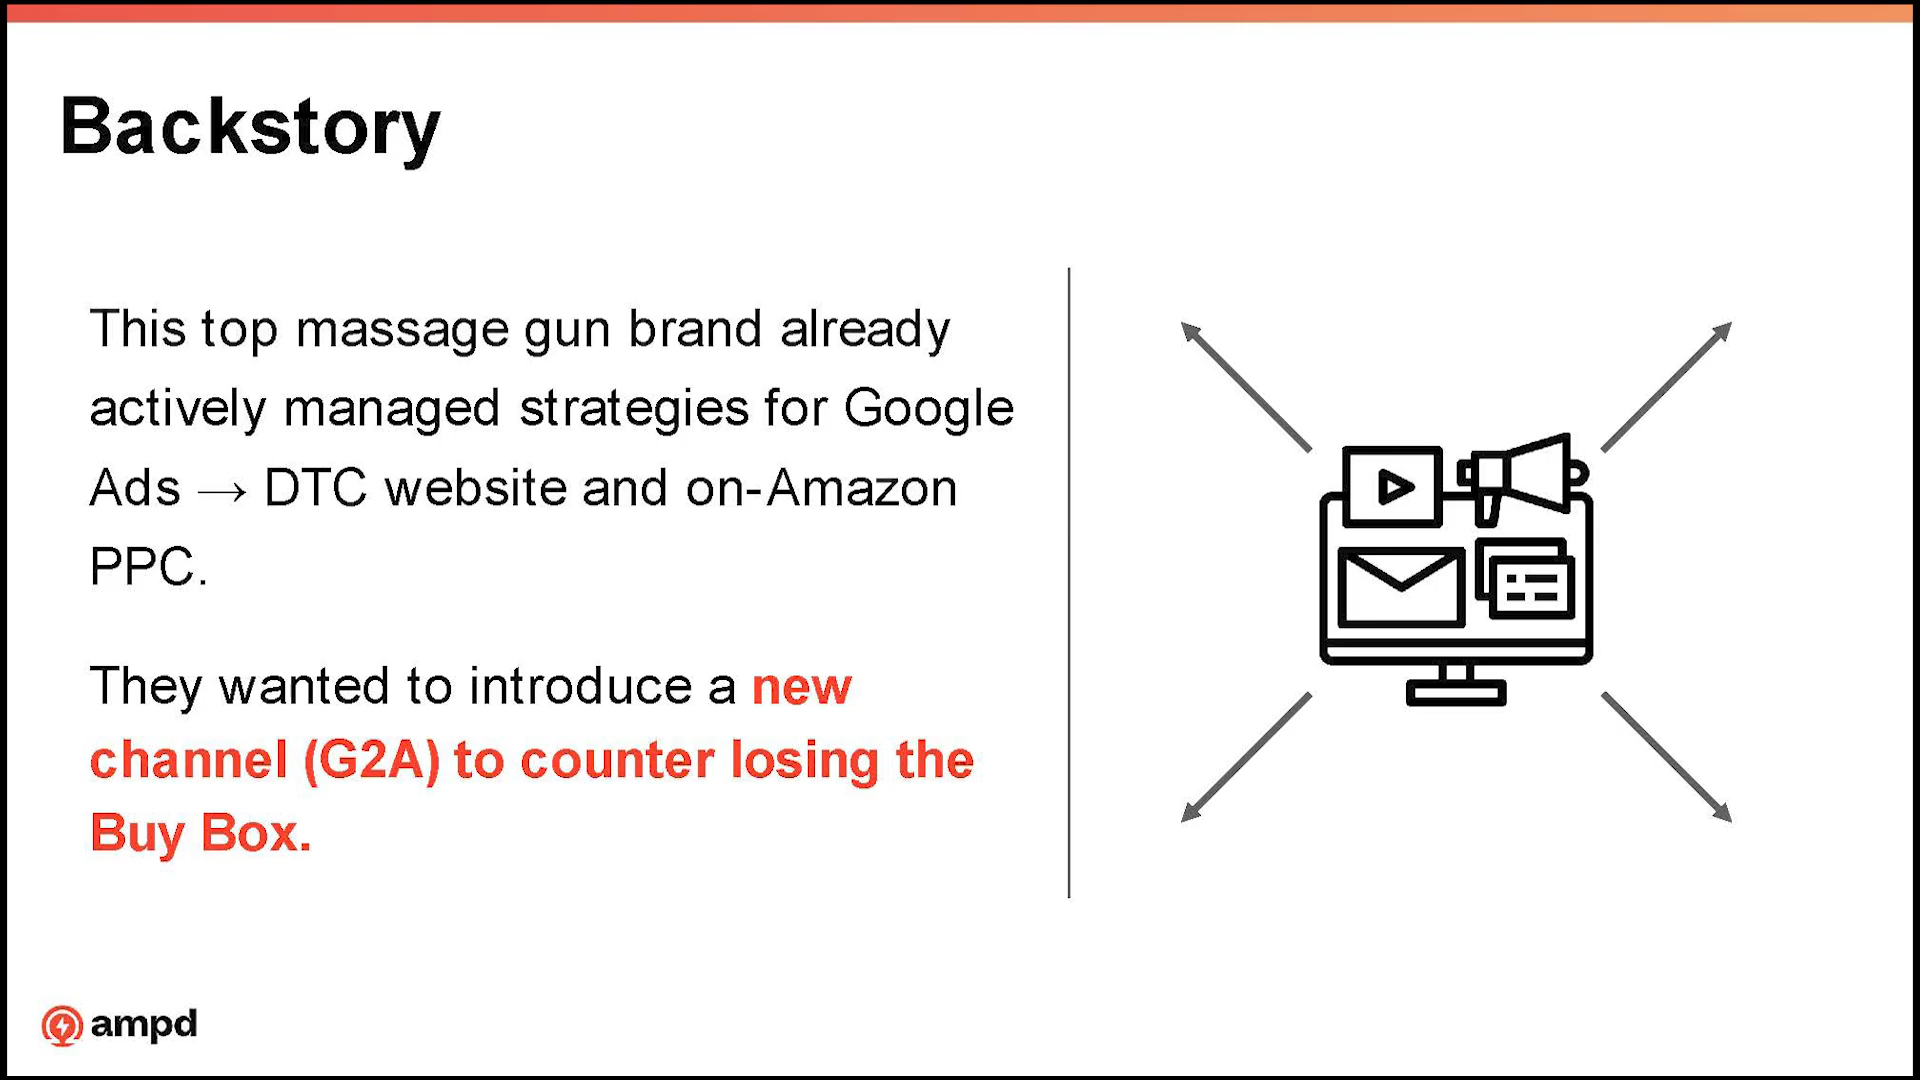 Backstory
This top massage gun brand already
actively managed strategies for Google
Ads → DTC website and on-Amazon
PPC.
They wanted to introduce a new
channel (G2A) to counter losing the
Buy Box.
ampd